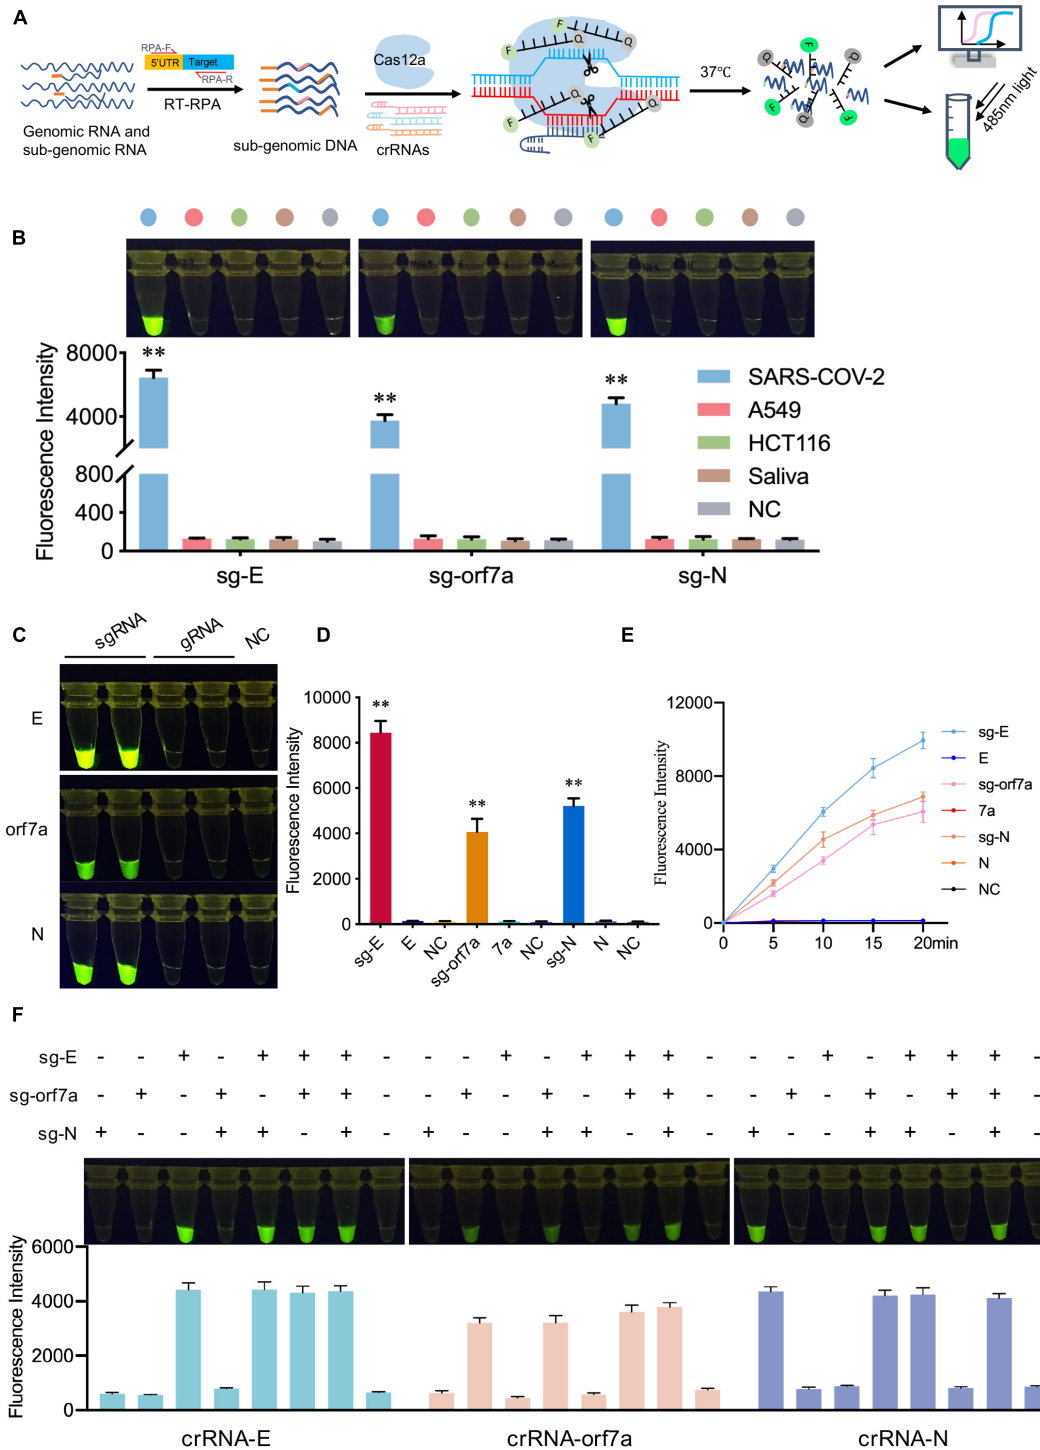 A
RPA-F
5'UTR Target
RPA-R
RT-RPA
Genomic RNA and
sub-genomic RNA
sub-genomic DNA
Cas12a
crRNAs
F Q F Q
F Q F Q
37°C
Q F Q
F Q F
485nm light
B
Fluorescence Intensity
8000
4000
800
400
0
** ** **
SARS-COV-2
A549
HCT116
Saliva
NC
sg-E sg-orf7a sg-N
C
sgRNA gRNA NC
E
orf7a
N
D
Fluorescence Intensity
10000
8000
6000
4000
2000
0
** ** **
sg-E E NC sg-orf7a 7a NC sg-N N NC
E
Fluorescence Intensity
12000
8000
4000
0
0 5 10 15 20min
sg-E
E
sg-orf7a
7a
sg-N
N
NC
F
sg-E - - + - + + + - - - + - + + + - - - + - + + + -
sg-orf7a - + - + - + + - - + - + - + + - - + - + - + + -
sg-N + - - + + - + - + - - + + - + - + - - + + - + -
Fluorescence Intensity
6000
4000
2000
0
crRNA-E crRNA-orf7a crRNA-N